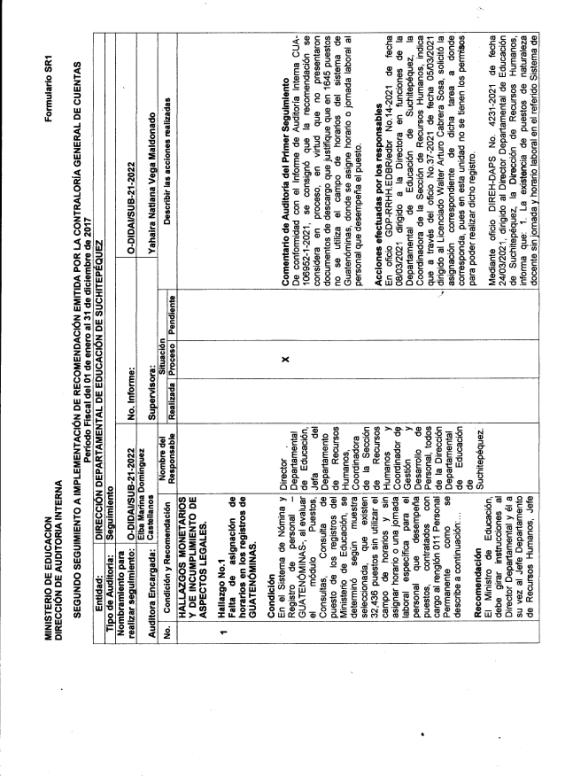 Formulario SR1
MINISTERIO DE EDUCACIÓN
DIRECCIÓN DE AUDITORIA INTERNA
SEGUNDO SEGUIMIENTO A IMPLEMENTACIÓN DE RECOMENDACIÓN EMITIDA POR LA CONTRALORÍA GENERAL DE CUENTAS
Período Fiscal del 01 de enero al 31 de diciembre de 2017
Entidad: DIRECCIÓN DEPARTAMENTAL DE EDUCACIÓN DE SUCHITEPÉQUEZ
Tipo de Auditoría: Seguimiento
Nombramiento para
realizar seguimiento: O-DIDAI/SUB-21-2022 No. Informe: O-DIDAI/SUB-21-2022
Auditora Encargada: Elba Marina Domínguez
Castellanos Supervisora: Yahaira Natiana Vega Maldonado
No. Condición y Recomendación Nombre del
Responsable Situación
Realizada Proceso Pendiente Describir las acciones realizadas
HALLAZGOS MONETARIOS
Y DE INCUMPLIMIENTO DE
ASPECTOS LEGALES.
1 Hallazgo No.1
Falta de asignación de
horarios en los registros de
GUATENÓMINAS.
Condición
En el Sistema de Nómina y
Registro de personal -
GUATENÓMINAS-, al evaluar
el módulo Puestos,
Consultas, Consulta de
puesto de los registros del
Ministerio de Educación, se
determinó según muestra
seleccionada, que existen
32,436 puestos sin utilizar el
campo de horarios y sin
asignar horario o una jornada
laboral específica para el
personal que desempeña
puestos, contratados con
cargo al renglón 011 Personal
Permanente como se
describe a continuación:...
Recomendación
El Ministro de Educación,
debe girar instrucciones al
Director Departamental y él a
su vez al Jefe Departamento
de Recursos Humanos, Jefe
Director
Departamental
de Educación,
Jefa del
Departamento
de Recursos
Humanos,
Coordinadora
de la Sección
de Recursos
Humanos y
Coordinador de
Gestión y
Desarrollo de
Personal, todos
de la Dirección
Departamental
de Educación
de
Suchitepéquez.
X
Comentario de Auditoría del Primer Seguimiento
De conformidad con el Informe de Auditoría Interna CUA-
106952-1-2021, se consignó que la recomendación se
considera en proceso, en virtud que no presentaron
documentos de descargo que justifique que en 1645 puestos
no se utiliza el campo de horarios del sistema de
Guatenóminas, donde se asigne horario o jornada laboral al
personal que desempeña el puesto.
Acciones efectuadas por los responsables
En oficio GDP-RRHH.EDBR/edbr No.14-2021 de fecha
08/03/2021 dirigido a la Directora en funciones de la
Departamental de Educación de Suchitepéquez, la
Coordinadora de la Sección de Recursos Humanos, indica
que a través del oficio No.37-2021 de fecha 05/03/2021
dirigido al Licenciado Walter Arturo Cabrera Sosa, solicitó la
asignación correspondiente de dicha tarea a donde
corresponda, pues en esta unidad no se tienen los permisos
para poder realizar dicho registro.
Mediante oficio DIREH-DAPS No. 4231-2021 de fecha
24/03/2021, dirigido al Director Departamental de Educación
de Suchitepéquez, la Dirección de Recursos Humanos,
informa que: 1. La existencia de puestos de naturaleza
docente sin jornada y horario laboral en el referido Sistema de